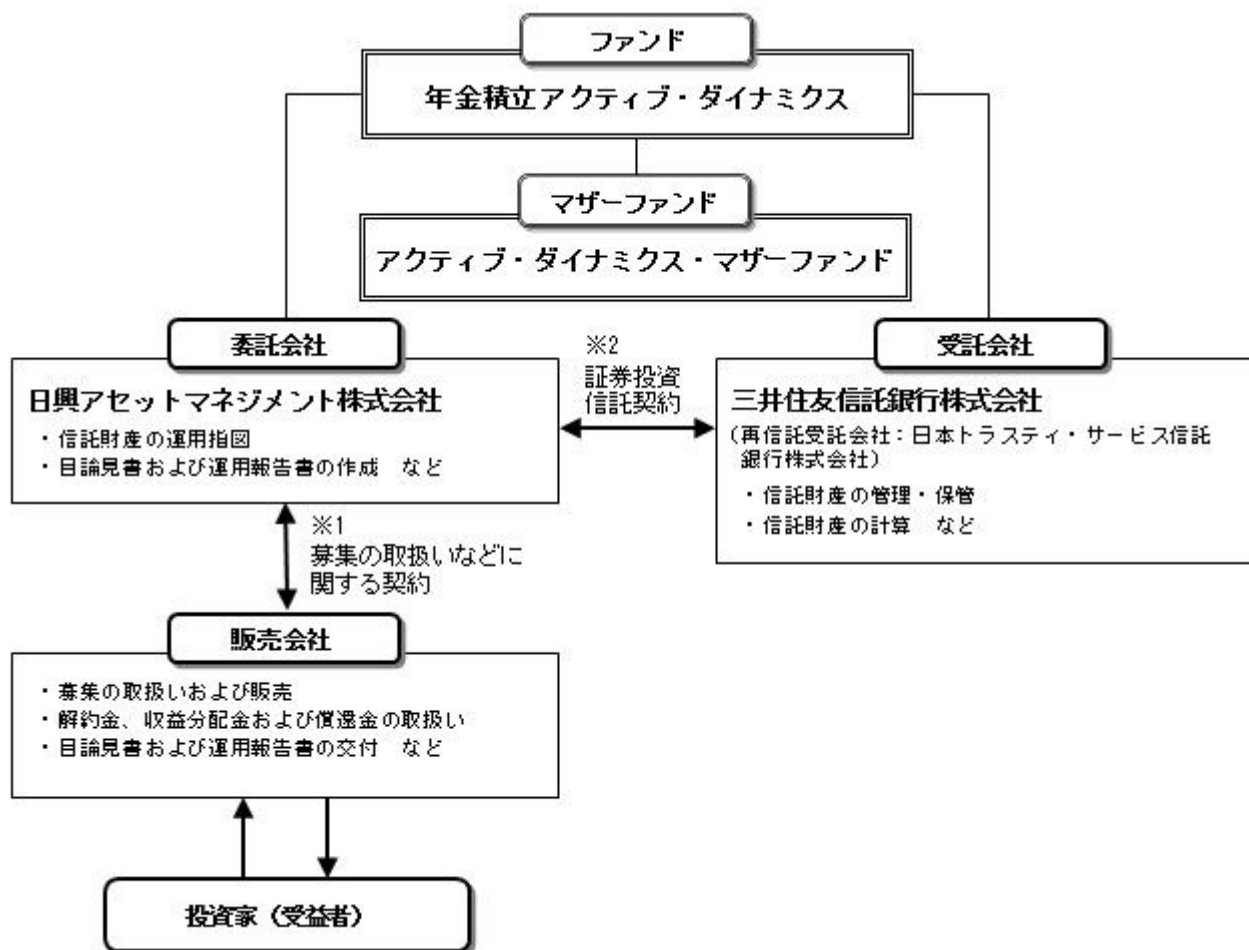 ファンド
年金積立アクティブ・ダイナミクス
マザーファンド
アクティブ・ダイナミクス・マザーファンド
委託会社
日興アセットマネジメント株式会社
・信託財産の運用指図
・目論見書および運用報告書の作成　など
※2
証券投資
信託契約
受託会社
三井住友信託銀行株式会社
（再信託受託会社：日本トラスティ・サービス信託
銀行株式会社）
・信託財産の管理・保管
・信託財産の計算　など
※1
募集の取扱いなどに
関する契約
販売会社
・募集の取扱いおよび販売
・解約金、収益分配金および償還金の取扱い
・目論見書および運用報告書の交付　など
投資家（受益者）